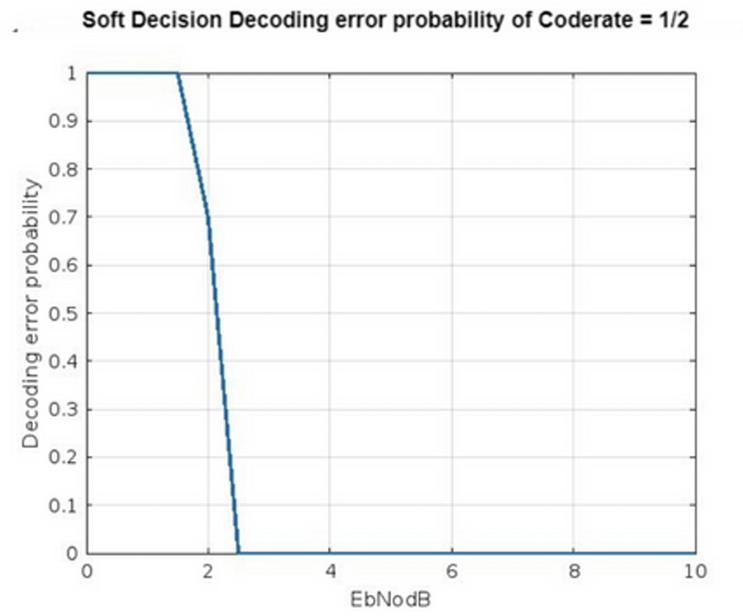 Soft Decision Decoding error probability of Coderate = 1/2
1
0.9
0.8
0.7
0.6
0.5
0.4
0.3
0.2
0.1
0
Decoding error probability
0 2 4 6 8 10
EbNodB